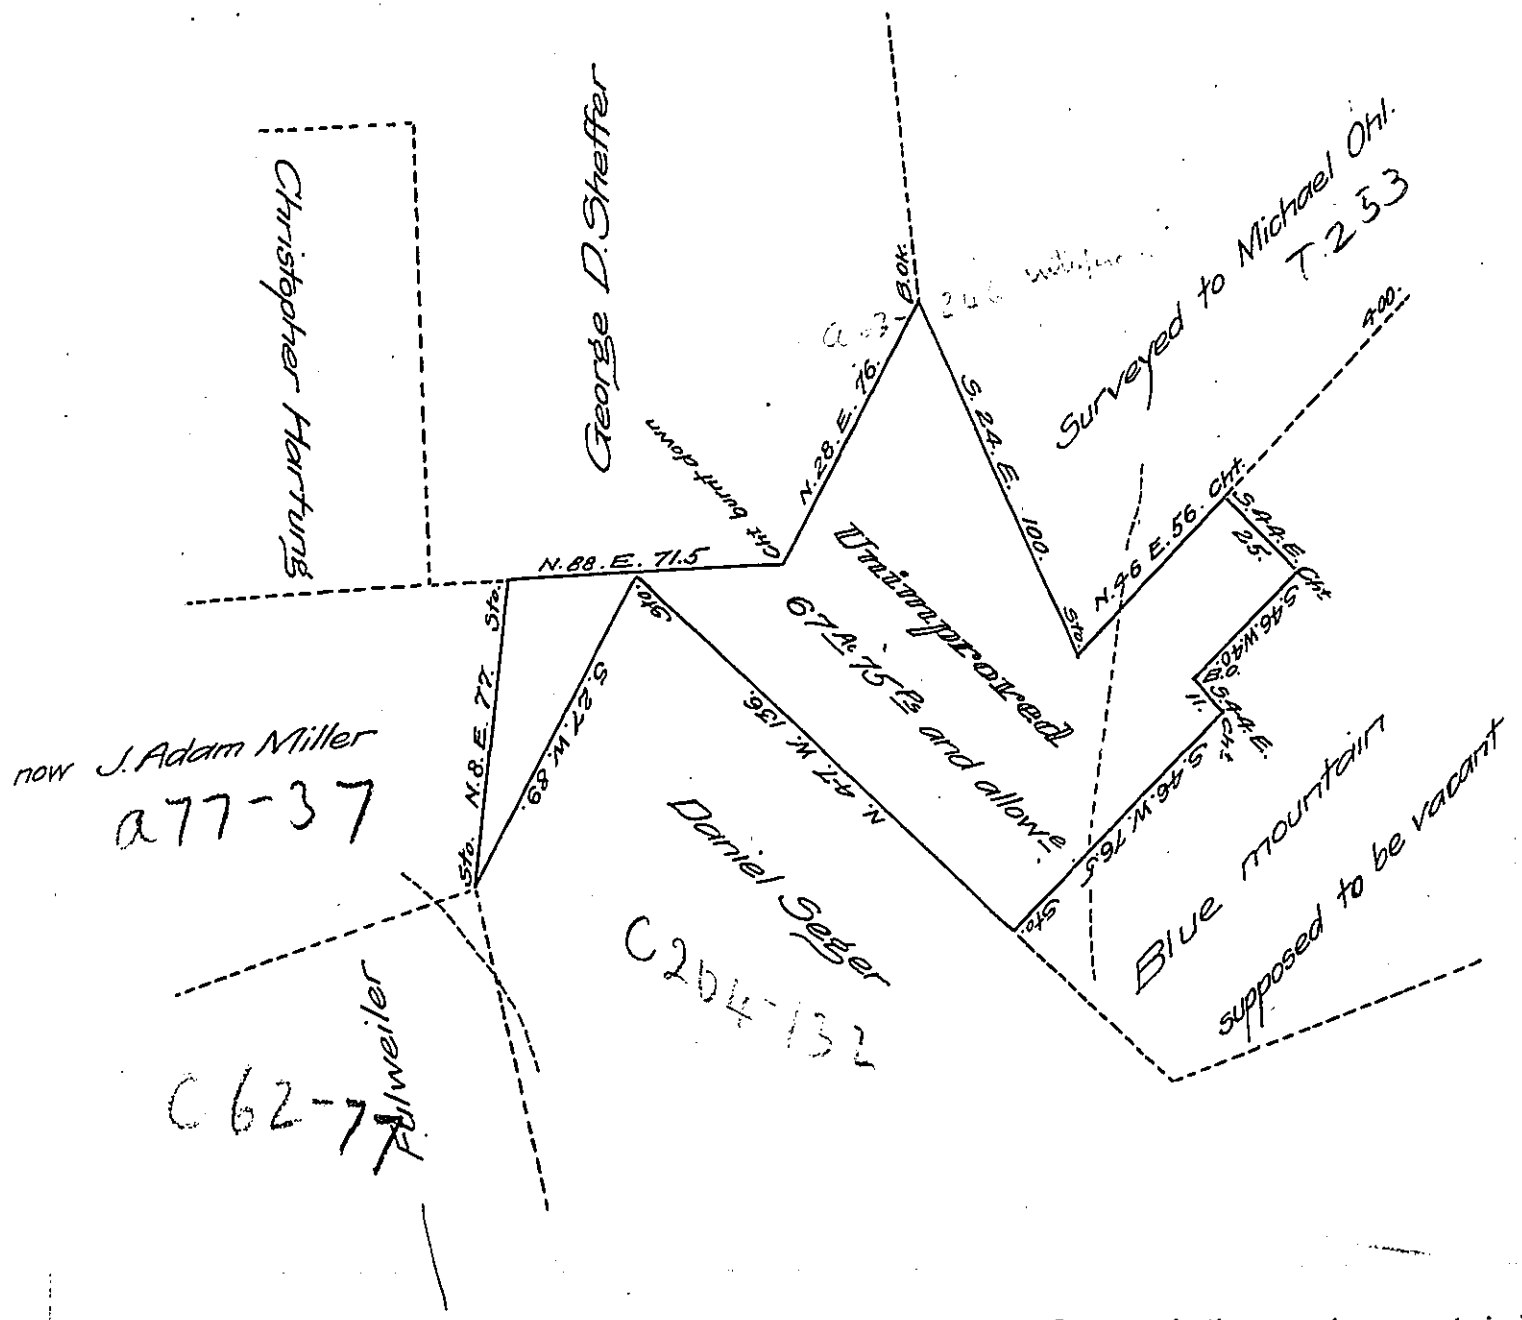 Christopher Hartung
George D. Sheffer
B.Ok.
Surveyed to Michael Ohl.
T. 253
400.
N. 28. E. 76.
S. 24. E. 100.
Cht burnt down
N. 88. E. 71.5
Sto.
Sto.
N. 46 E. 56.
Cht.
S. 44. E.
25.
Cht
S. 46. W. 40.
B.O.
S. 44. E.
11.
Cht
S. 46. W. 76.5
Sto.
Sto.
Unimproved
67 A. 75 Ps and allowe
N. 47. W. 136.
S. 27. W. 89.
N. 8. E. 77.
Sto.
now J. Adam Miller
a77-37
Daniel Seger
C204-132
Blue mountain
supposed to be vacant
Fulweiler
C 62-77